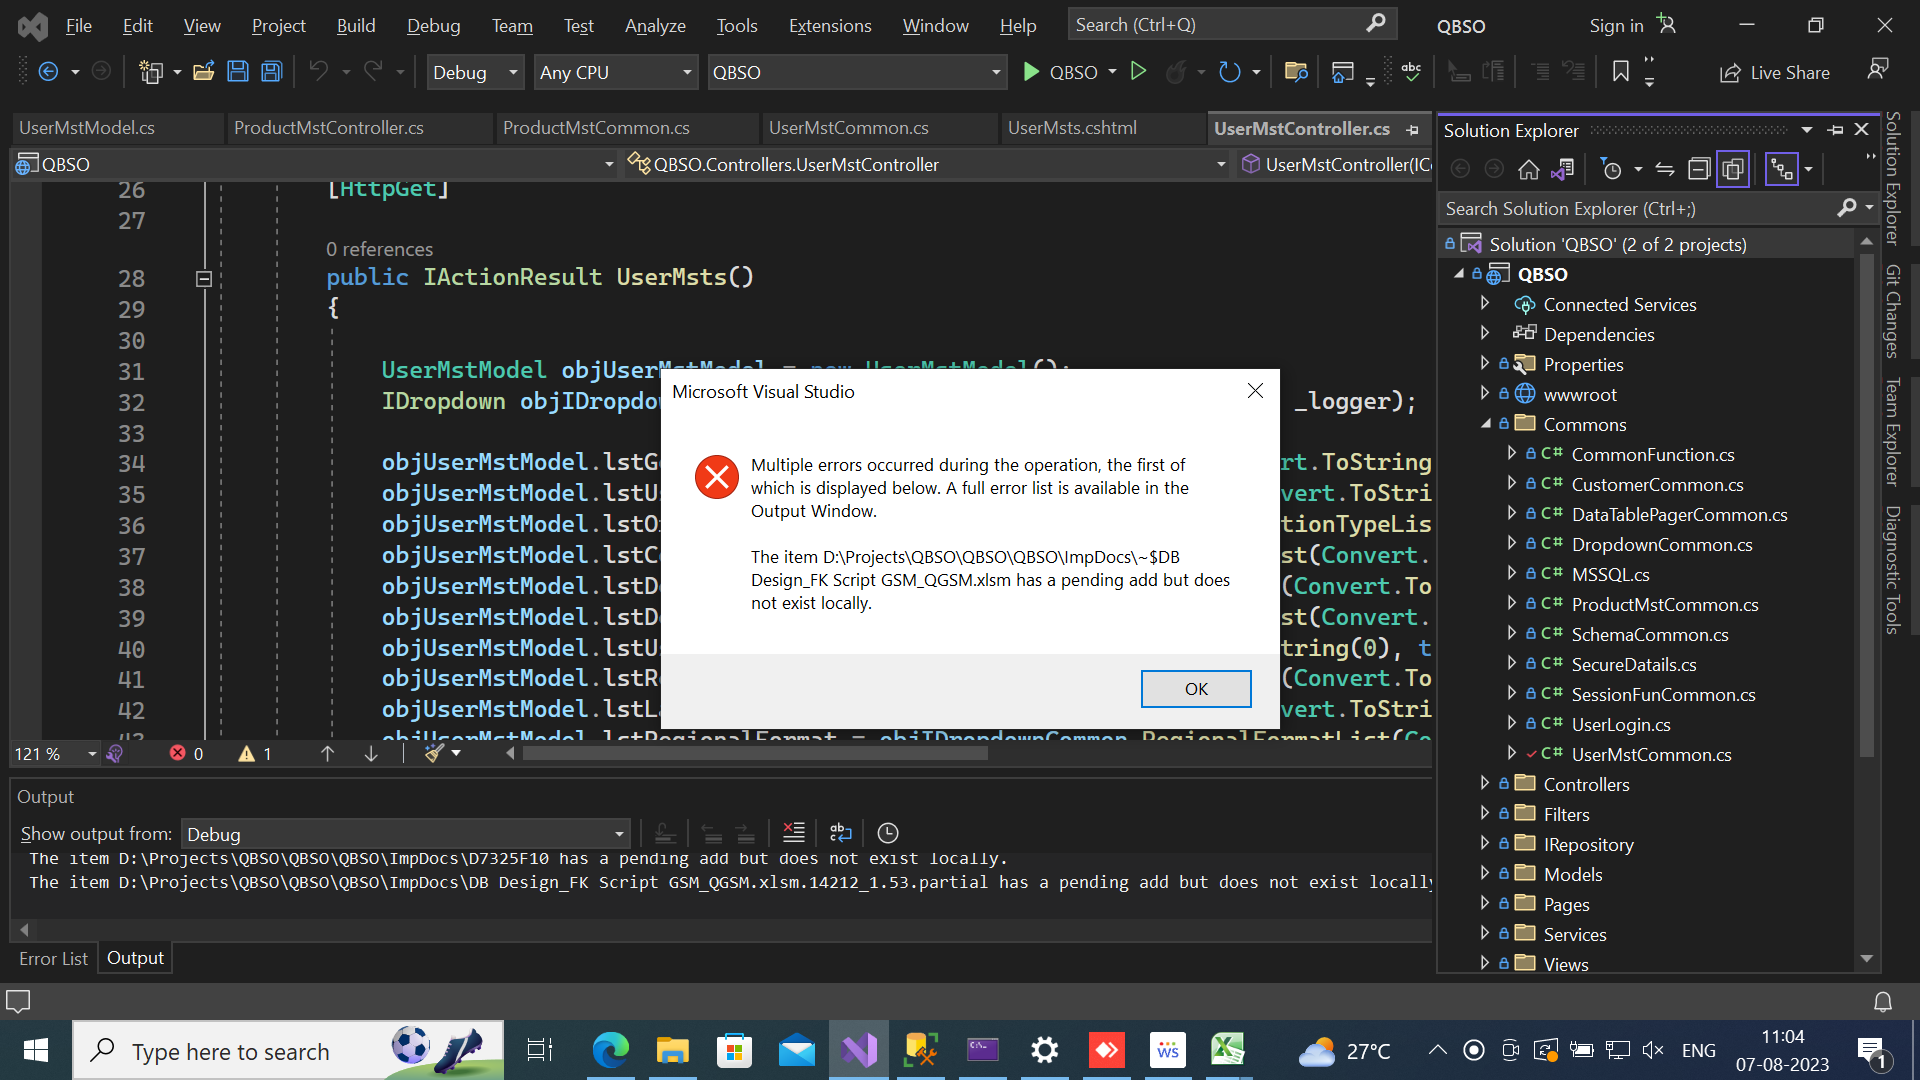 File Edit View Project Build Debug Team Test Analyze Tools Extensions Window Help Search (Ctrl+Q) QBSO Sign in
Debug Any CPU QBSO QBSO Live Share
UserMstModel.cs ProductMstController.cs ProductMstCommon.cs UserMstCommon.cs UserMsts.cshtml UserMstController.cs
QBSO QBSO.Controllers.UserMstController UserMstController(IC
26 [HttpGet]
27
0 references
28 public IActionResult UserMsts()
29 {
30
31 UserMstModel objUserMstModel = new UserMstModel();
32 IDropdown objIDropdow _logger);
33
34 objUserMstModel.lstG rt.ToString
35 objUserMstModel.lstU vert.ToStri
36 objUserMstModel.lstO tionTypeLis
37 objUserMstModel.lstC st(Convert.
38 objUserMstModel.lstD (Convert.To
39 objUserMstModel.lstD st(Convert.
40 objUserMstModel.lstU tring(0), t
41 objUserMstModel.lstR (Convert.To
42 objUserMstModel.lstL vert.ToStri
43 objUserMstModel.lstRegionalFormat = objIDropdownCommon.RegionalFormatList(Co
Microsoft Visual Studio
Multiple errors occurred during the operation, the first of
which is displayed below. A full error list is available in the
Output Window.
The item D:\Projects\QBSO\QBSO\QBSO\ImpDocs\~$DB
Design_FK Script GSM_QGSM.xlsm has a pending add but does
not exist locally.
OK
121 % 0 1
Output
Show output from: Debug
The item D:\Projects\QBSO\QBSO\QBSO\ImpDocs\D7325F10 has a pending add but does not exist locally.
The item D:\Projects\QBSO\QBSO\QBSO\ImpDocs\DB Design_FK Script GSM_QGSM.xlsm.14212_1.53.partial has a pending add but does not exist locally
Error List Output
Solution Explorer
Search Solution Explorer (Ctrl+;)
Solution 'QBSO' (2 of 2 projects)
QBSO
Connected Services
Dependencies
Properties
wwwroot
Commons
C# CommonFunction.cs
C# CustomerCommon.cs
C# DataTablePagerCommon.cs
C# DropdownCommon.cs
C# MSSQL.cs
C# ProductMstCommon.cs
C# SchemaCommon.cs
C# SecureDatails.cs
C# SessionFunCommon.cs
C# UserLogin.cs
C# UserMstCommon.cs
Controllers
Filters
IRepository
Models
Pages
Services
Views
Solution Explorer
Git Changes
Team Explorer
Diagnostic Tools
Type here to search
27°C ENG
11:04
07-08-2023
1